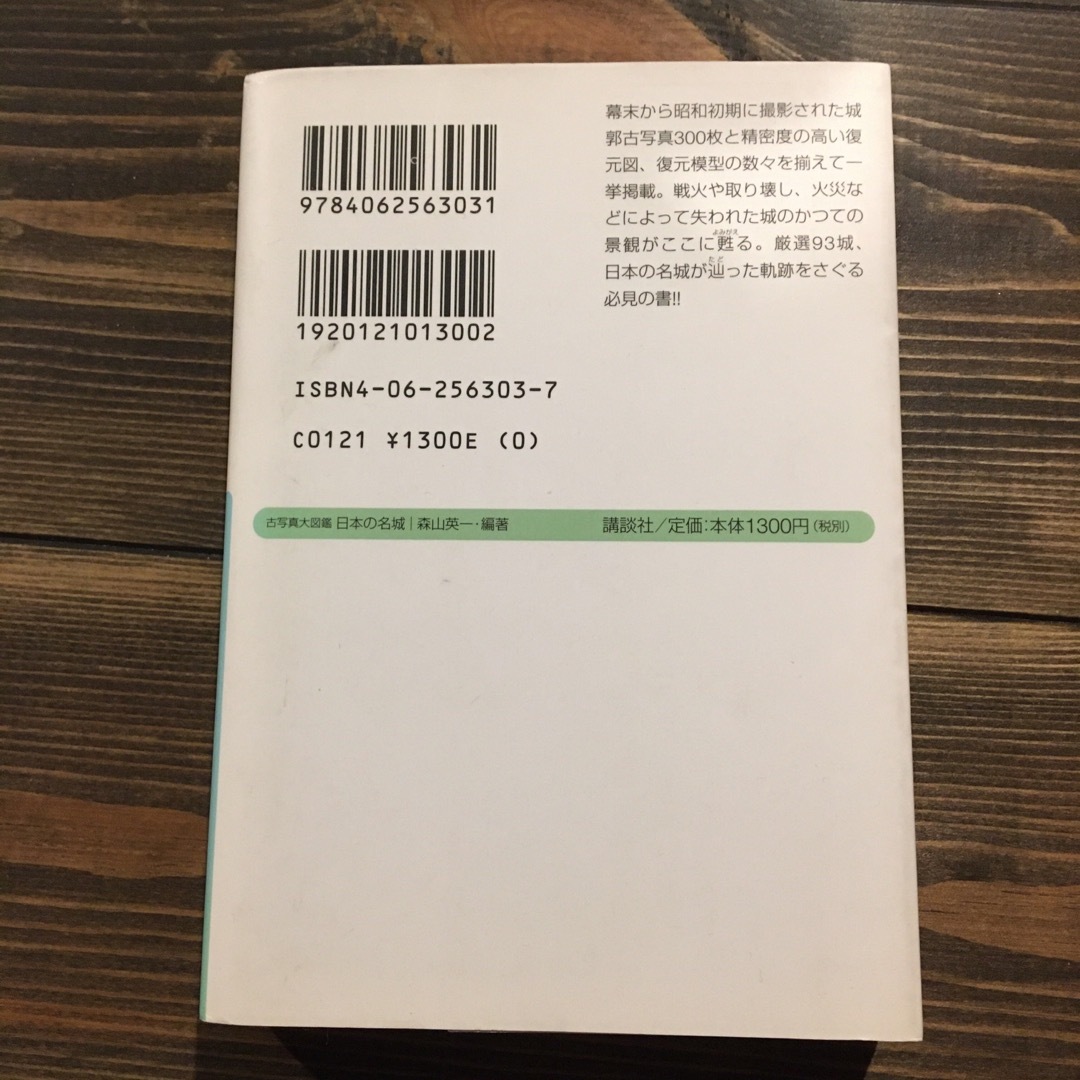 9784062563031
1920121013002
ISBN4-06-256303-7
C0121 ¥1300E (0)
幕末から昭和初期に撮影された城
郭古写真300枚と精密度の高い復
元図、復元模型の数々を揃えて一
挙掲載。戦火や取り壊し、火災な
どによって失われた城のかつての
よみがえ
景観がここに甦る。厳選93城、
たど
日本の名城が辿った軌跡をさぐる
必見の書!!
古写真大図鑑 日本の名城|森山英一・編著
講談社/定価:本体1300円(税別)